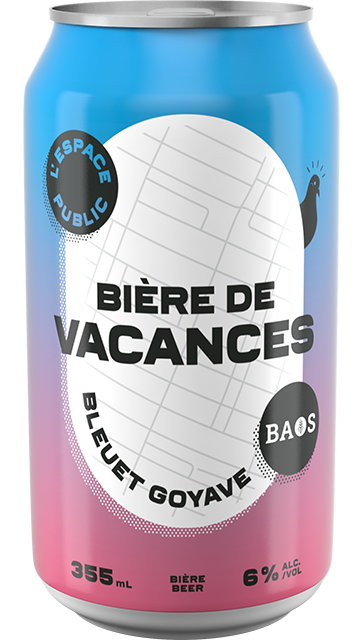 L'ESPACE
PUBLIC
BIÈRE DE
VACANCES
BLEUET GOYAVE
BAOS
355 mL
BIÈRE
BEER
6% ALC.
/VOL